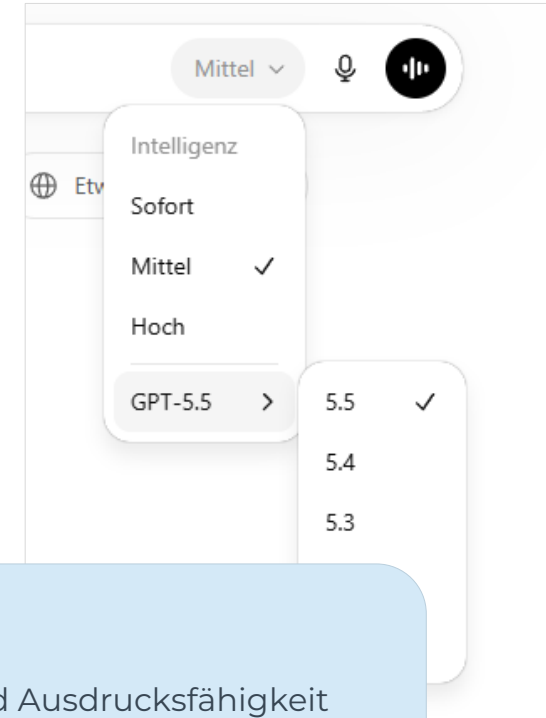 Mittel
Intelligenz
Sofort
Mittel
Hoch
GPT-5.5
5.5
5.4
5.3
Ausdrucksfähigkeit